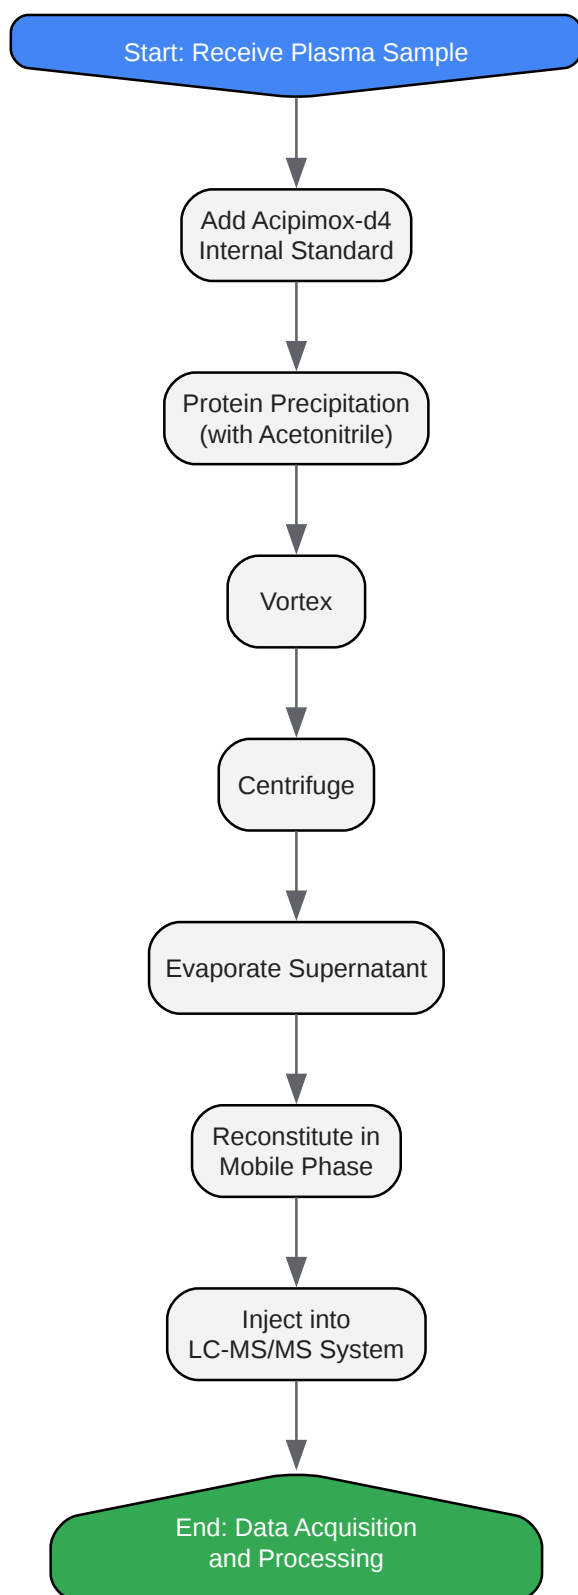 Start: Receive Plasma Sample
Add Acipimox-d4
Internal Standard
Protein Precipitation
(with Acetonitrile)
Vortex
Centrifuge
Evaporate Supernatant
Reconstitute in
Mobile Phase
Inject into
LC-MS/MS System
End: Data Acquisition
and Processing